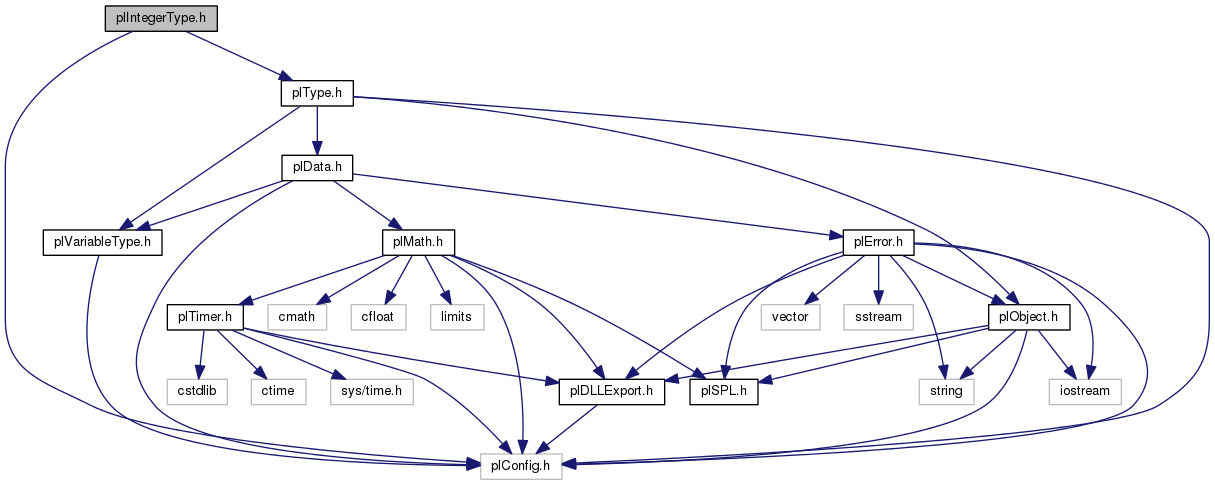 plIntegerType.h
plType.h
plData.h
plVariableType.h
plMath.h
plError.h
plTimer.h
cmath
cfloat
limits
vector
sstream
plObject.h
cstdlib
ctime
sys/time.h
plDLLExport.h
plSPL.h
string
iostream
plConfig.h